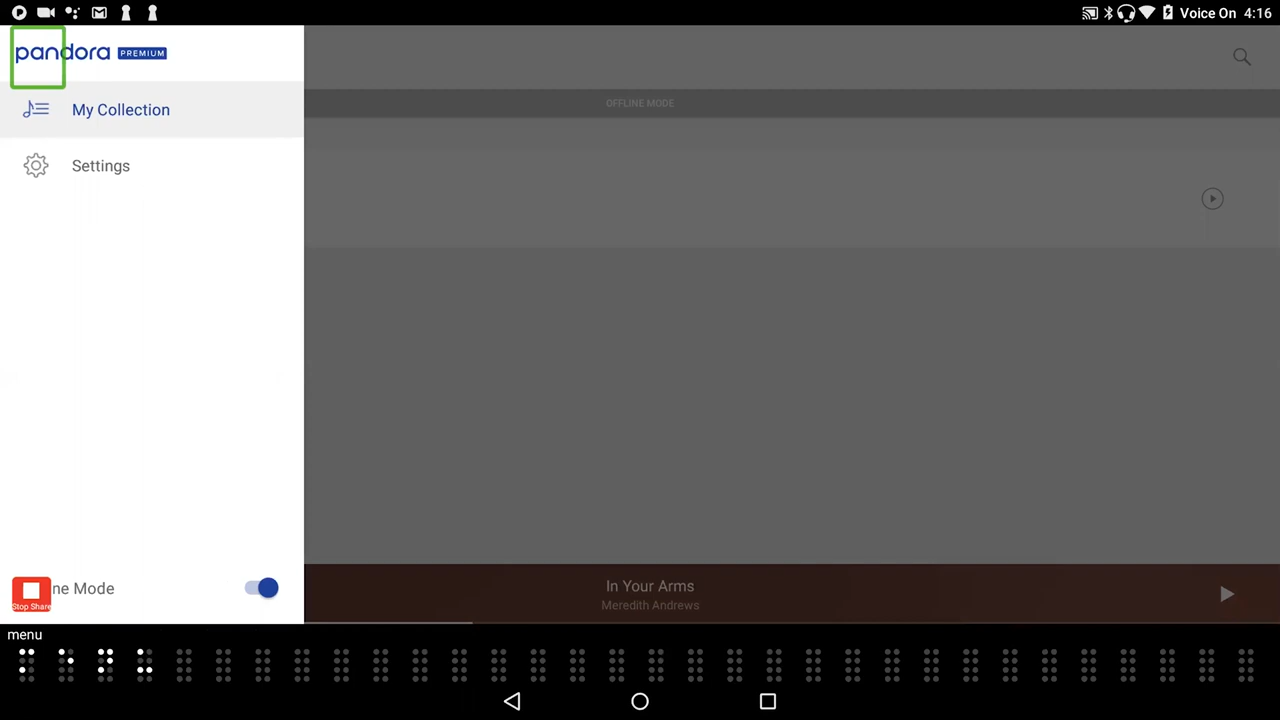 Voice On 4:16
pandora PREMIUM
My Collection
Settings
OFFLINE MODE
ne Mode
Stop Share
In Your Arms
Meredith Andrews
menu
⠍⠑⠝⠥